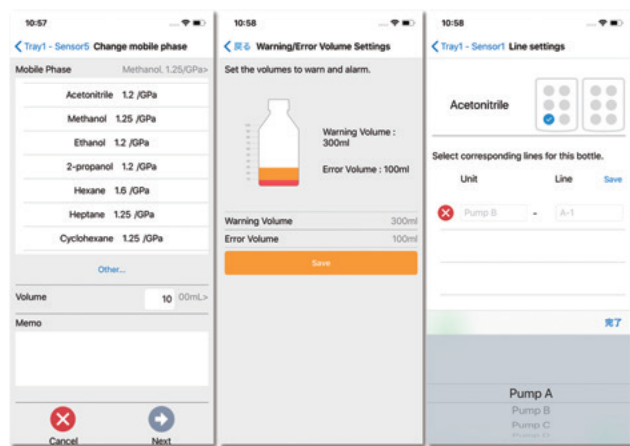 10:57
Tray1 - Sensor5 Change mobile phase
Mobile Phase Methanol, 1.25/GPa>
Acetonitrile 1.2 /GPa
Methanol 1.25 /GPa
Ethanol 1.2 /GPa
2-propanol 1.2 /GPa
Hexane 1.6 /GPa
Heptane 1.25 /GPa
Cyclohexane 1.25 /GPa
Other...
Volume 10 00mL>
Memo
Cancel Next
10:58
戻る Warning/Error Volume Settings
Set the volumes to warn and alarm.
Warning Volume :
300ml
Error Volume : 100ml
Warning Volume 300ml
Error Volume 100ml
Save
10:58
Tray1 - Sensor1 Line settings
Acetonitrile
Select corresponding lines for this bottle.
Unit Line Save
Pump B - A-1
完了
Pump A
Pump B
Pump C